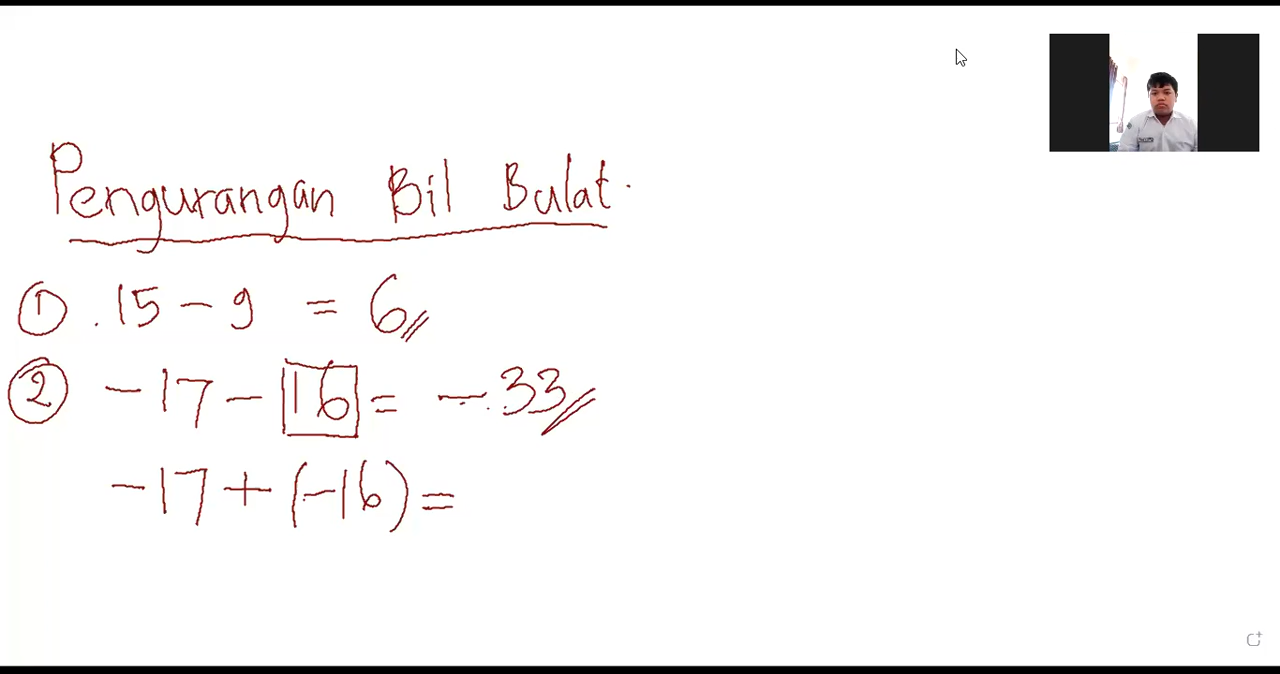 Pengurangan Bil Bulat.
① . 15 - 9 = 6
② -17 - 16 = -33
-17 + (-16) =